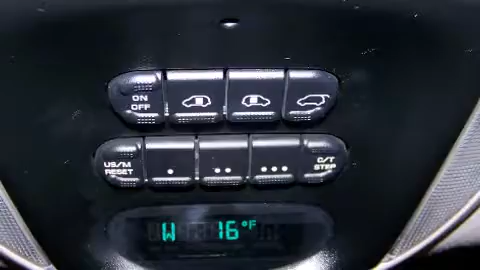 ON
OFF
US/M
RESET
• •• •••
C/T
STEP
W 16°F